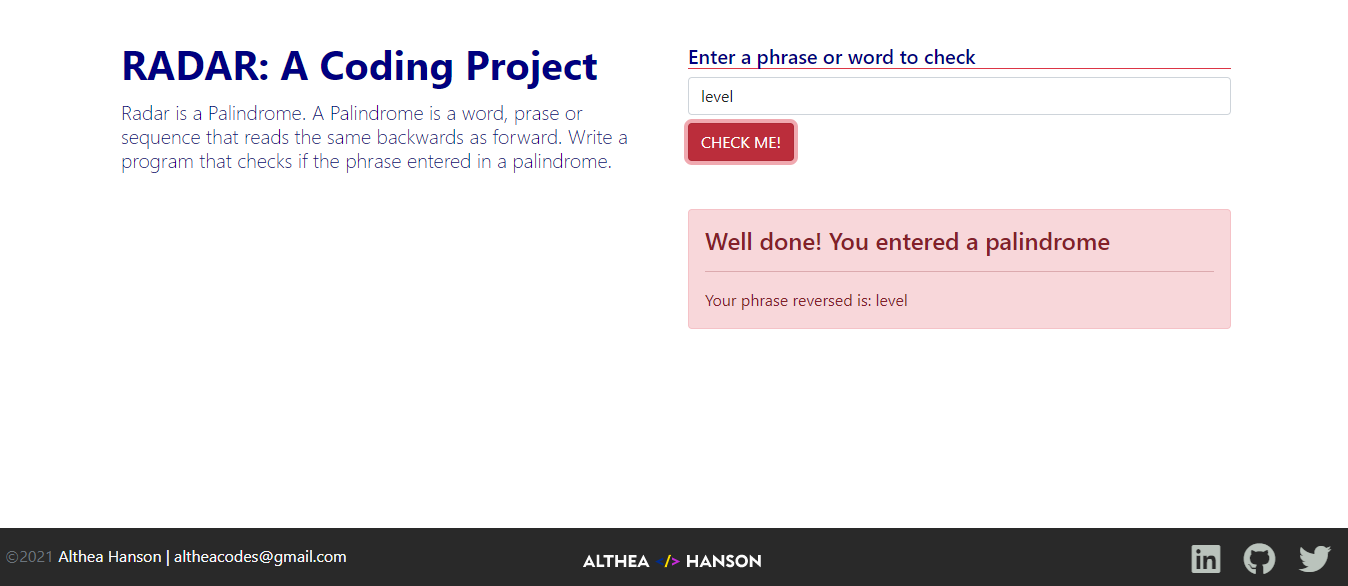 RADAR: A Coding Project
Radar is a Palindrome. A Palindrome is a word, prase or
sequence that reads the same backwards as forward. Write a
program that checks if the phrase entered in a palindrome.
Enter a phrase or word to check
level
CHECK ME!
Well done! You entered a palindrome
Your phrase reversed is: level
©2021 Althea Hanson | altheacodes@gmail.com
ALTHEA /> HANSON
in